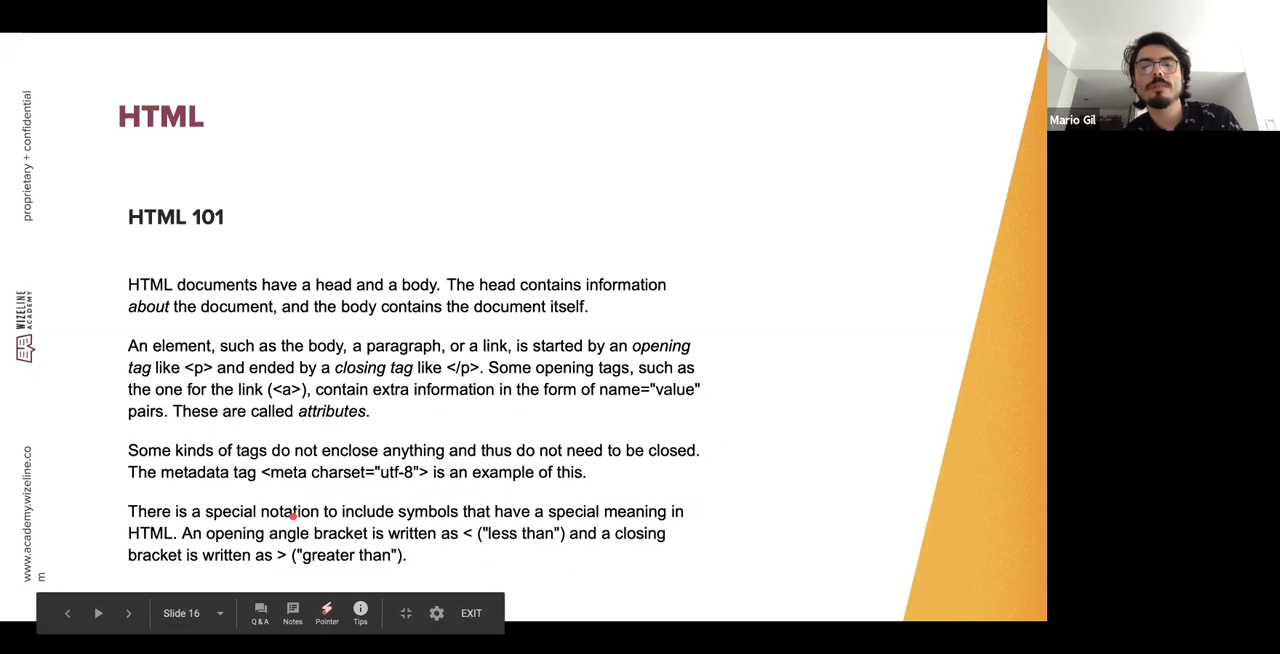 HTML
HTML 101
HTML documents have a head and a body. The head contains information
about the document, and the body contains the document itself.
An element, such as the body, a paragraph, or a link, is started by an opening
tag like <p> and ended by a closing tag like </p>. Some opening tags, such as
the one for the link (<a>), contain extra information in the form of name="value"
pairs. These are called attributes.
Some kinds of tags do not enclose anything and thus do not need to be closed.
The metadata tag <meta charset="utf-8"> is an example of this.
There is a special notation to include symbols that have a special meaning in
HTML. An opening angle bracket is written as < ("less than") and a closing
bracket is written as > ("greater than").
proprietary + confidential
WIZELINE
ACADEMY
www.academy.wizeline.co
m
Slide 16
Q & A
Notes
Pointer
Tips
EXIT
Mario Gil